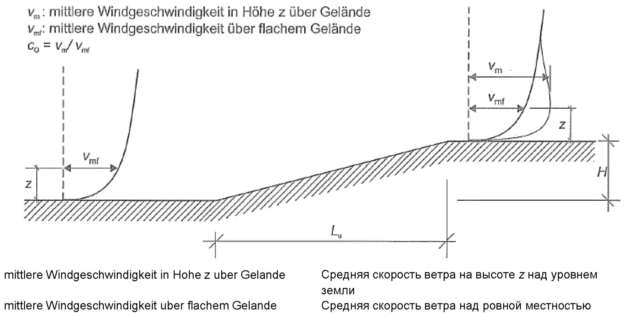 vm: mittlere Windgeschwindigkeit in Höhe z über Gelände
vmf: mittlere Windgeschwindigkeit über flachem Gelände
co = vm/vmf
vm
vmf
z
vmf
z
H
Lu
mittlere Windgeschwindigkeit in Hohe z uber Gelande
Средняя скорость ветра на высоте z над уровнем
земли
mittlere Windgeschwindigkeit uber flachem Gelande
Средняя скорость ветра над ровной местностью